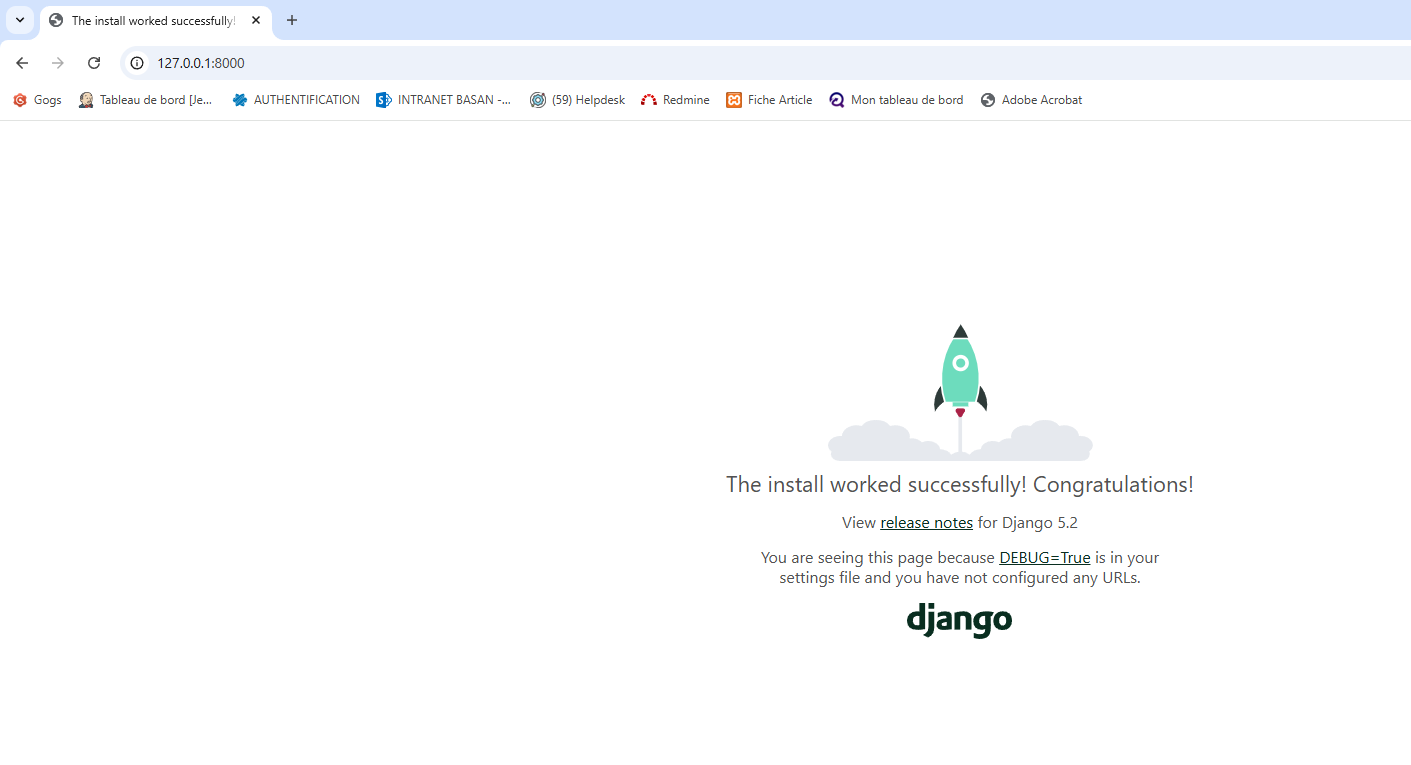 The install worked successfully!
127.0.0.1:8000
Gogs
Tableau de bord [Je...
AUTHENTIFICATION
INTRANET BASAN -...
(59) Helpdesk
Redmine
Fiche Article
Mon tableau de bord
Adobe Acrobat
The install worked successfully! Congratulations!
View release notes for Django 5.2
You are seeing this page because DEBUG=True is in your
settings file and you have not configured any URLs.
django